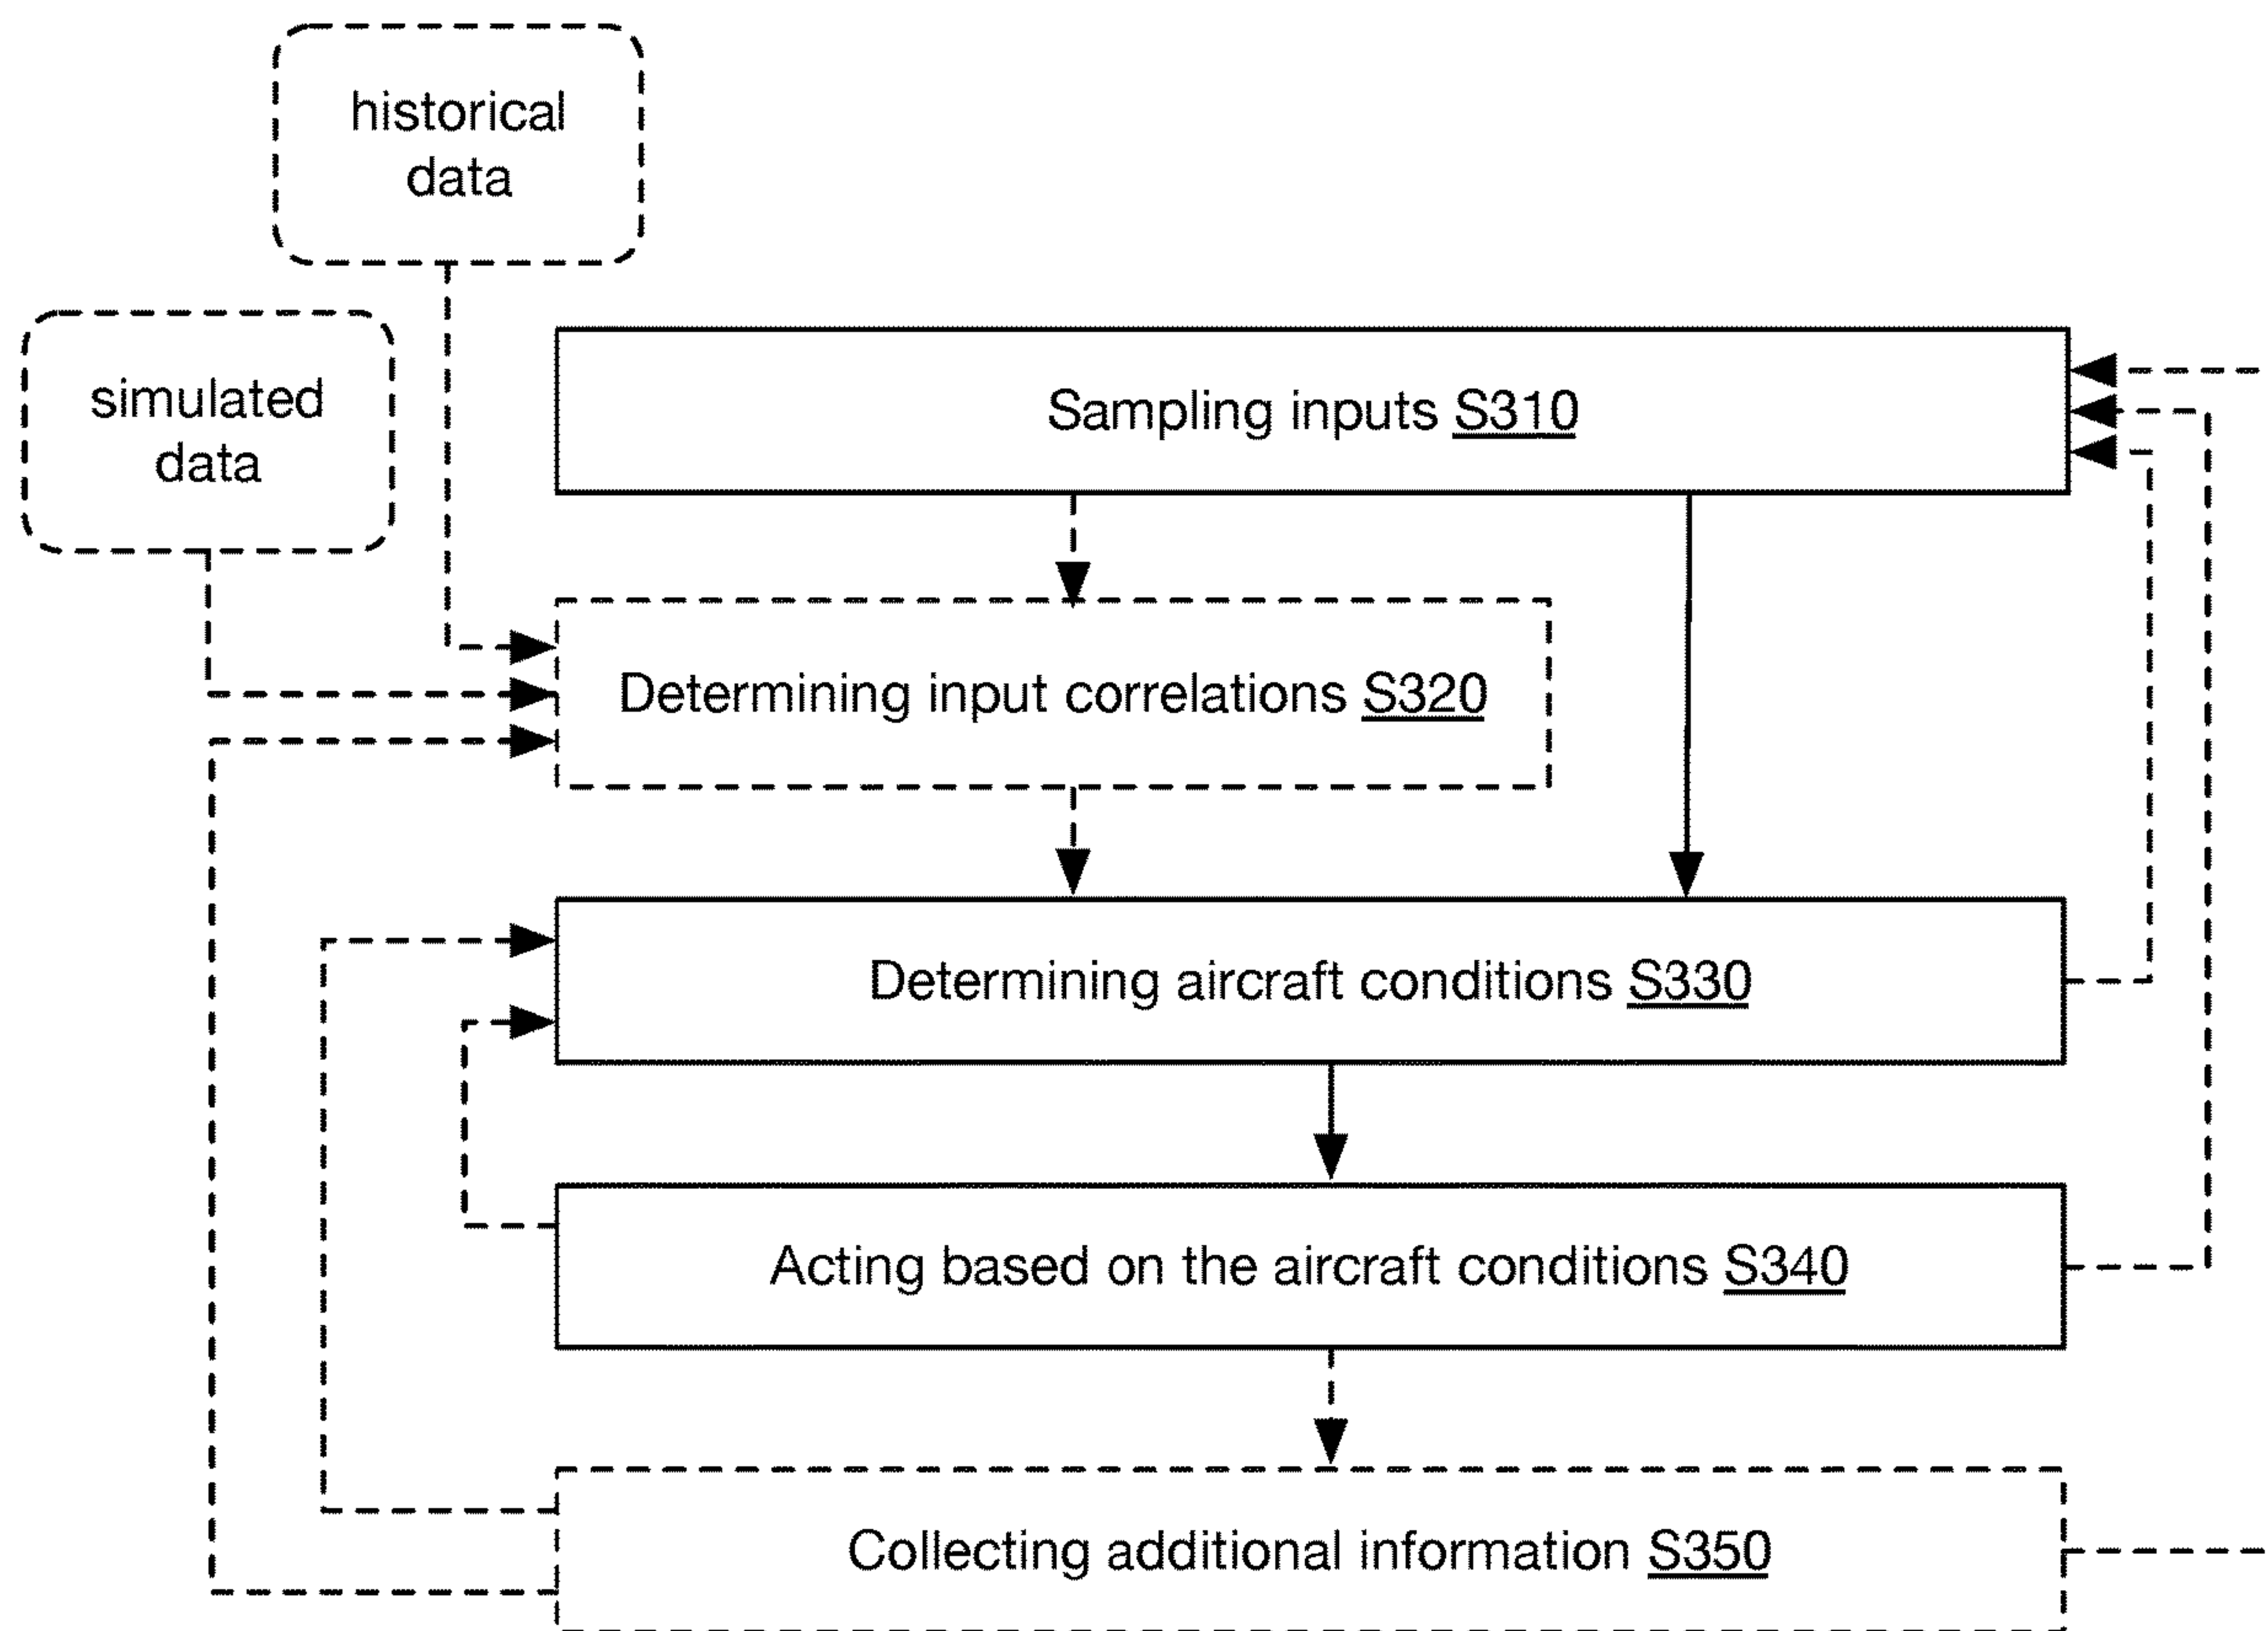 historical
data
simulated
data
Sampling inputs S310
Determining input correlations S320
Determining aircraft conditions S330
Acting based on the aircraft conditions S340
Collecting additional information S350